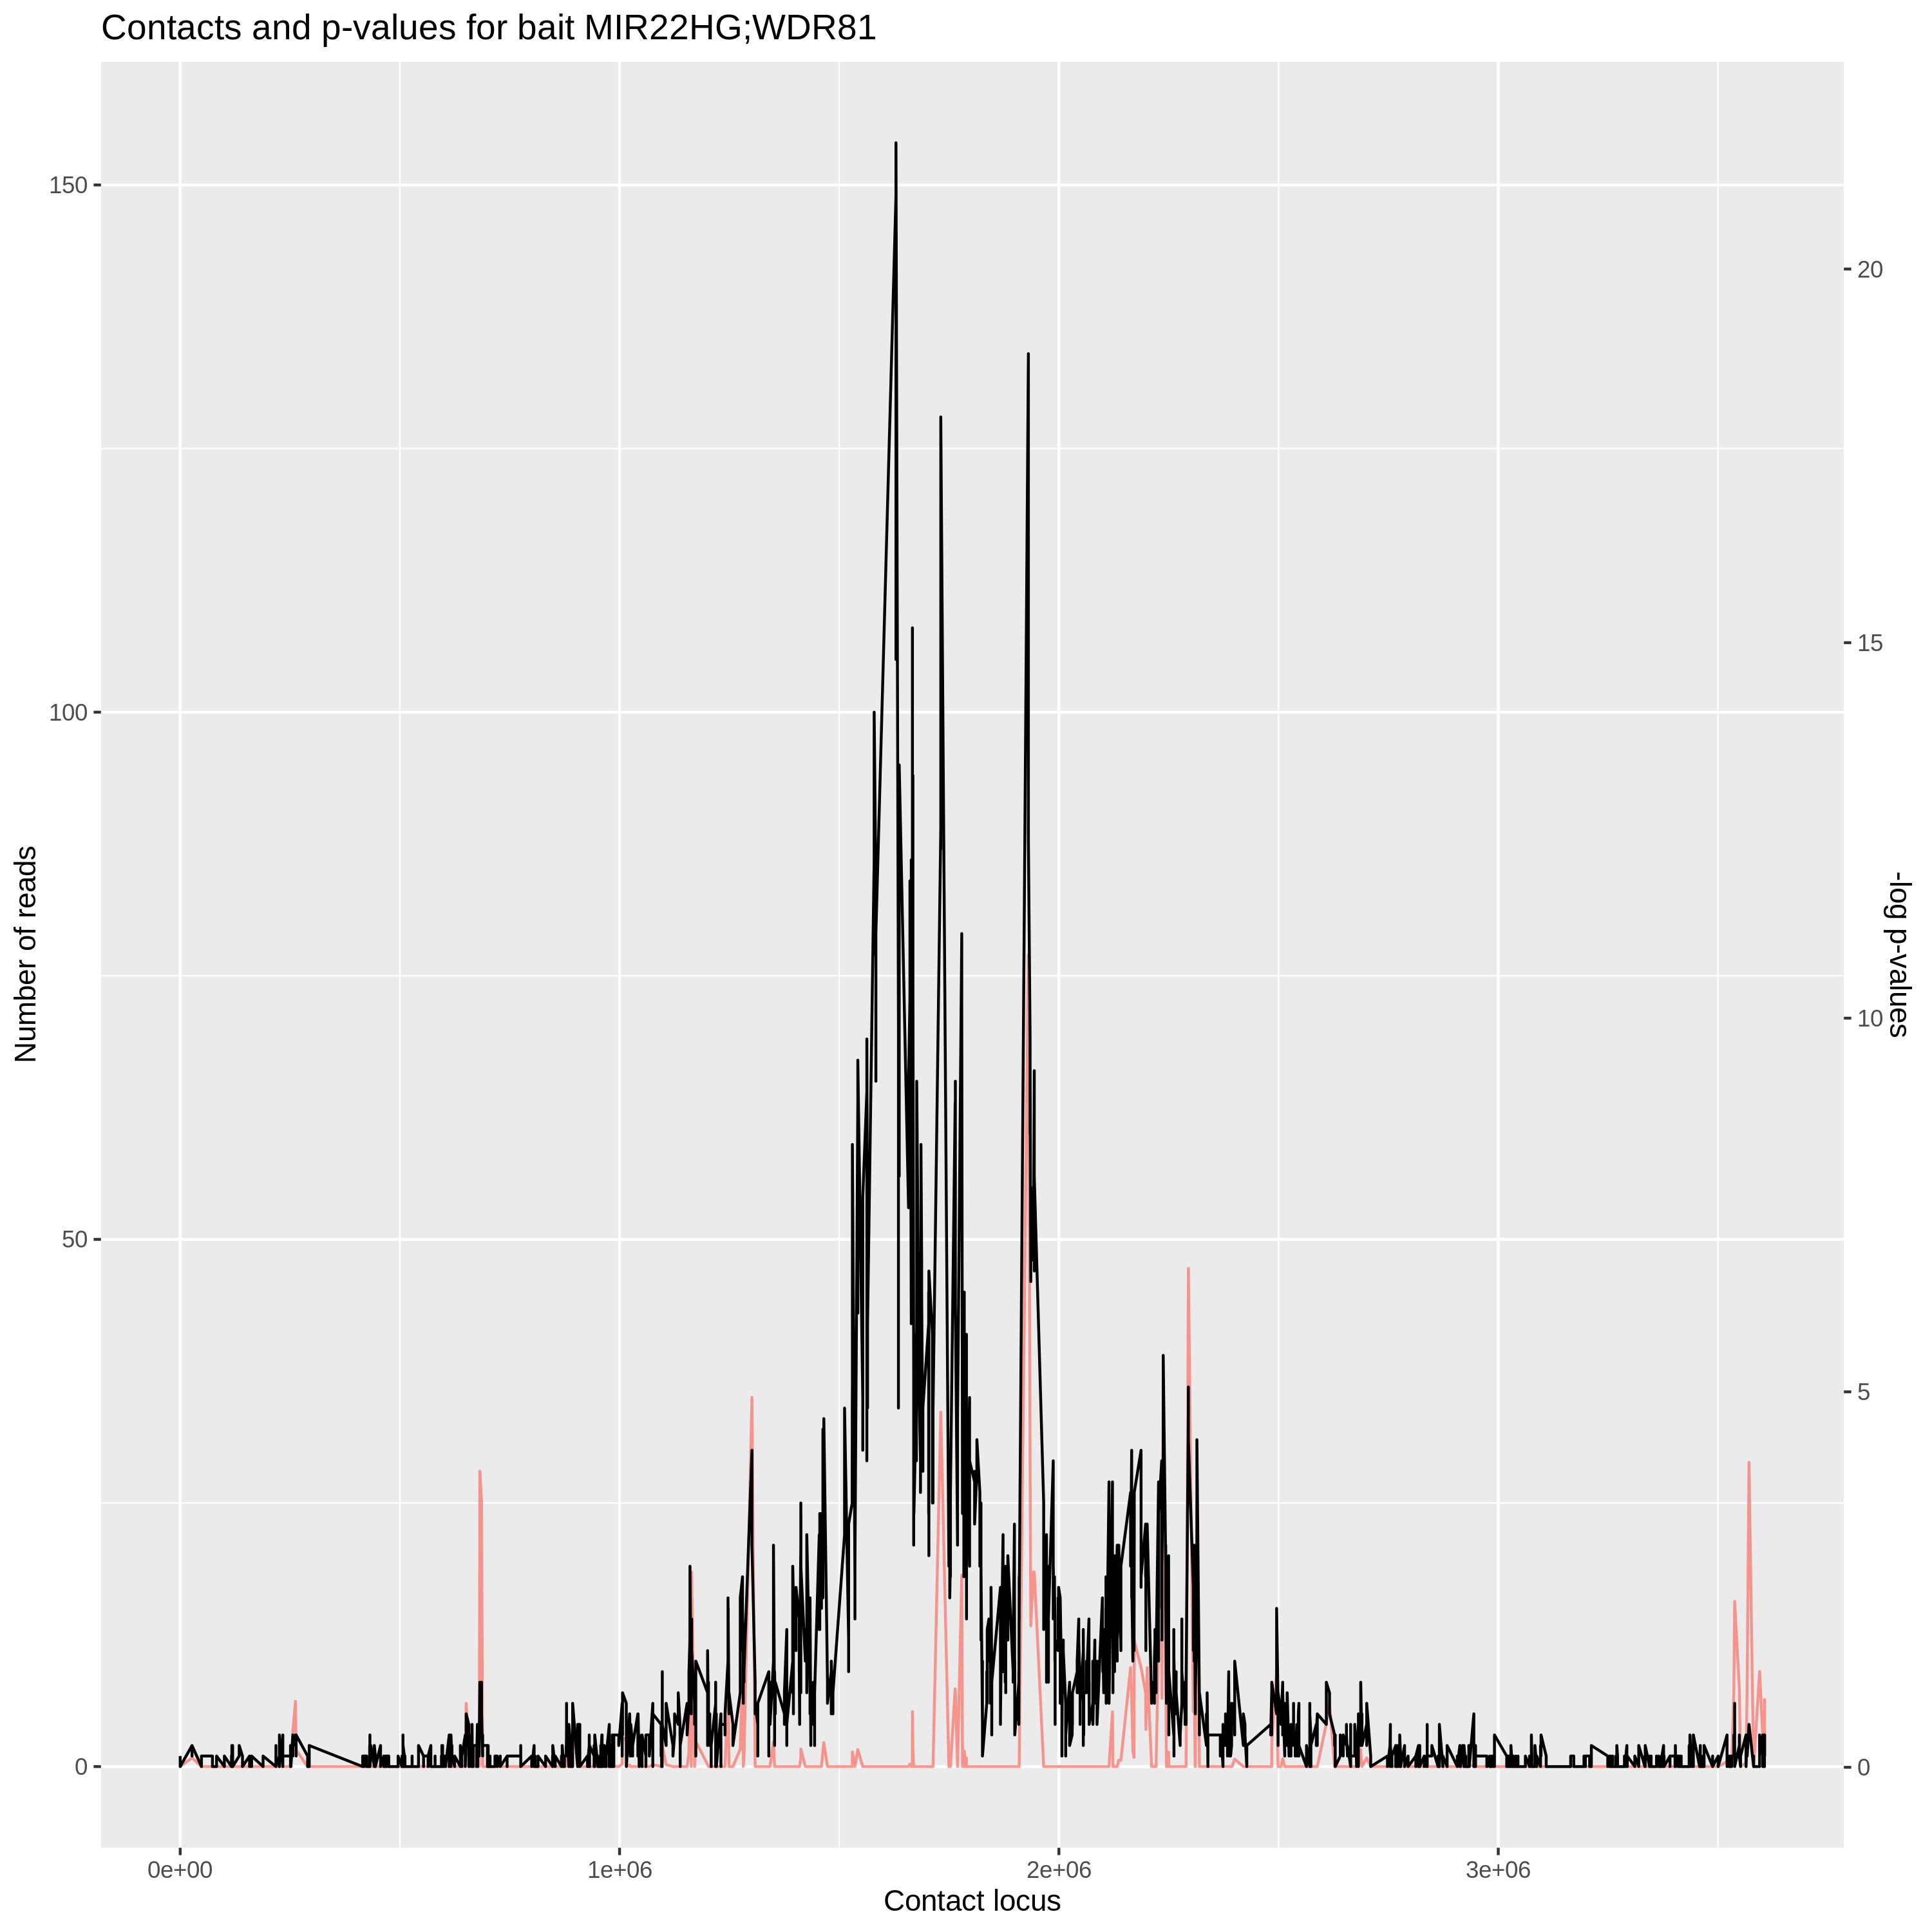 Contacts and p-values for bait MIR22HG;WDR81
150
100
50
0
Number of reads
20
15
10
5
0
-log p-values
0e+00
1e+06
2e+06
3e+06
Contact locus